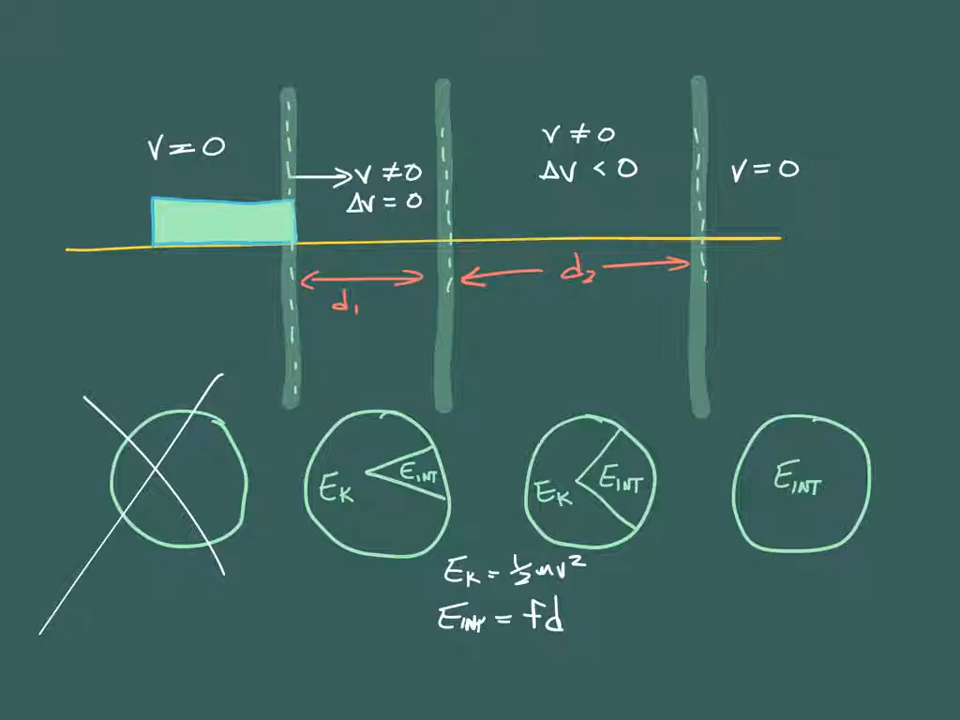 V = 0
V ≠ 0
ΔV = 0
V ≠ 0
ΔV < 0
V = 0
d₁
d₂
E_K E_INT
E_K E_INT
E_INT
E_K = ½mv²
E_INT = fd